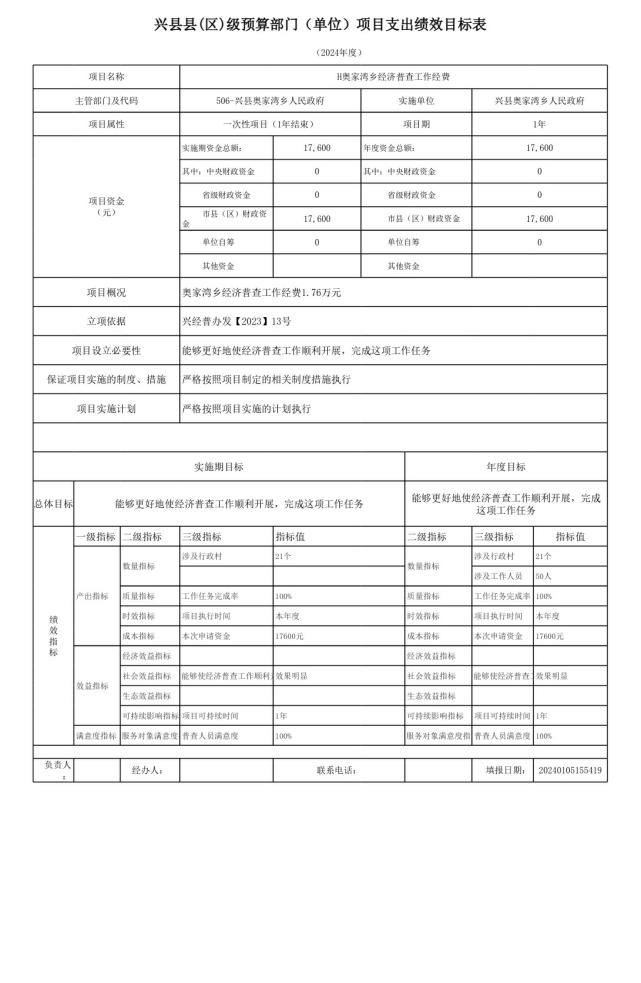 兴县县(区)级预算部门（单位）项目支出绩效目标表
（2024年度）
项目名称 H奥家湾乡经济普查工作经费
主管部门及代码 506-兴县奥家湾乡人民政府 实施单位 兴县奥家湾乡人民政府
项目属性 一次性项目（1年结束） 项目期 1年
项目资金
（元）
实施期资金总额: 17,600 年度资金总额: 17,600
其中: 中央财政资金 0 其中: 中央财政资金 0
省级财政资金 0 省级财政资金 0
市县（区）财政资
金
17,600 市县（区）财政资金 17,600
单位自筹 0 单位自筹 0
其他资金 其他资金
项目概况 奥家湾乡经济普查工作经费1.76万元
立项依据 兴经普办发【2023】13号
项目设立必要性 能够更好地使经济普查工作顺利开展，完成这项工作任务
保证项目实施的制度、措施 严格按照项目制定的相关制度措施执行
项目实施计划 严格按照项目实施的计划执行
实施期目标 年度目标
总体目标 能够更好地使经济普查工作顺利开展，完成这项工作任务 能够更好地使经济普查工作顺利开展，完成
这项工作任务
绩效指标
一级指标 二级指标 三级指标 指标值 二级指标 三级指标 指标值
产出指标 数量指标 涉及行政村 21个 数量指标 涉及行政村 21个
涉及工作人员 50人
质量指标 工作任务完成率 100% 质量指标 工作任务完成率 100%
时效指标 项目执行时间 本年度 时效指标 项目执行时间 本年度
成本指标 本次申请资金 17600元 成本指标 本次申请资金 17600元
效益指标 经济效益指标 经济效益指标
社会效益指标 能够使经济普查工作顺利 效果明显 社会效益指标 能够使经济普查 效果明显
生态效益指标 生态效益指标
可持续影响指标 项目可持续时间 1年 可持续影响指标 项目可持续时间 1年
满意度指标 服务对象满意度 普查人员满意度 100% 服务对象满意度指 普查人员满意度 100%
负责人
:
经办人: 联系电话: 填报日期: 20240105155419